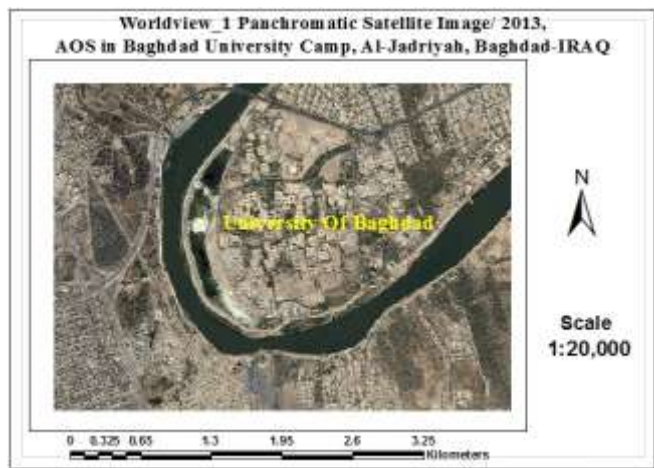 Worldview_1 Panchromatic Satellite Image/ 2013,
AOS in Baghdad University Camp, Al-Jadriyah, Baghdad-IRAQ
University Of Baghdad
N
Scale
1:20,000
0 0.325 0.65 1.3 1.95 2.6 3.25
Kilometers